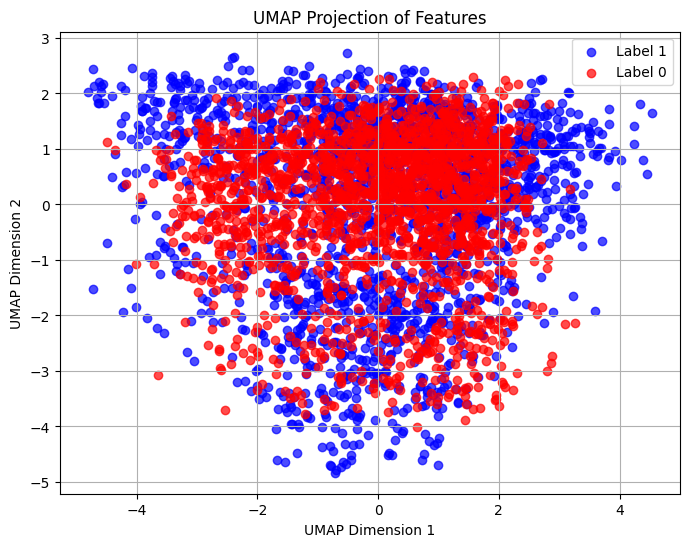 UMAP Projection of Features
Label 1
Label 0
3
2
1
0
−1
−2
−3
−4
−5
UMAP Dimension 2
−4
−2
0
2
4
UMAP Dimension 1